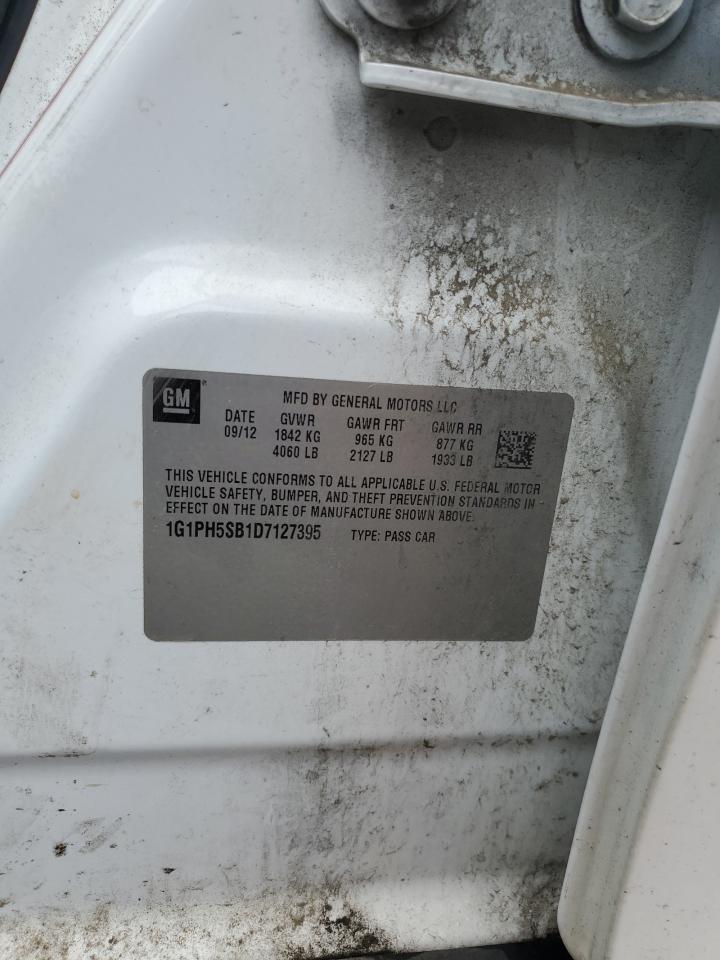 GM
MFD BY GENERAL MOTORS LLC
DATE GVWR GAWR FRT GAWR RR
09/12 1842 KG 965 KG 877 KG
4060 LB 2127 LB 1933 LB
THIS VEHICLE CONFORMS TO ALL APPLICABLE U.S. FEDERAL MOTOR
VEHICLE SAFETY, BUMPER, AND THEFT PREVENTION STANDARDS IN
EFFECT ON THE DATE OF MANUFACTURE SHOWN ABOVE.
1G1PH5SB1D7127395 TYPE: PASS CAR